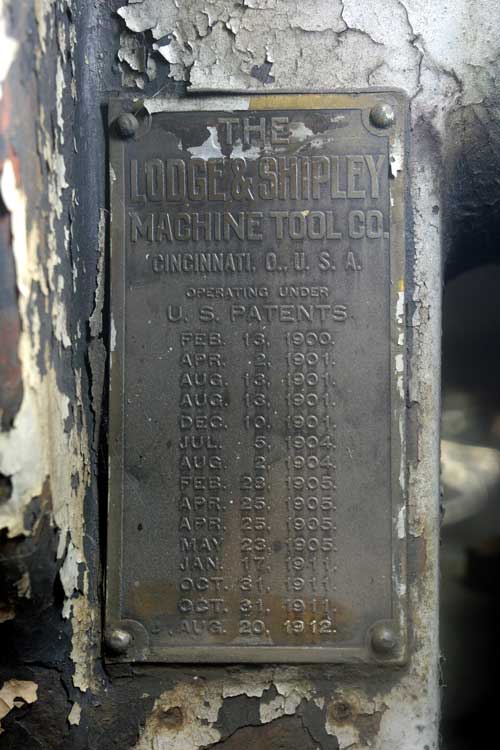 THE
LODGE & SHIPLEY
MACHINE TOOL CO.
CINCINNATI, O., U. S. A.
OPERATING UNDER
U. S. PATENTS
FEB. 13, 1900.
APR. 2, 1901.
AUG. 13, 1901.
AUG. 13, 1901.
DEC. 10, 1901.
JUL. 5, 1904.
AUG. 2, 1904.
FEB. 28, 1905.
APR. 25, 1905.
APR. 25, 1905.
MAY 23, 1905.
JAN. 17, 1911.
OCT. 31, 1911.
OCT. 31, 1911.
AUG. 20, 1912.